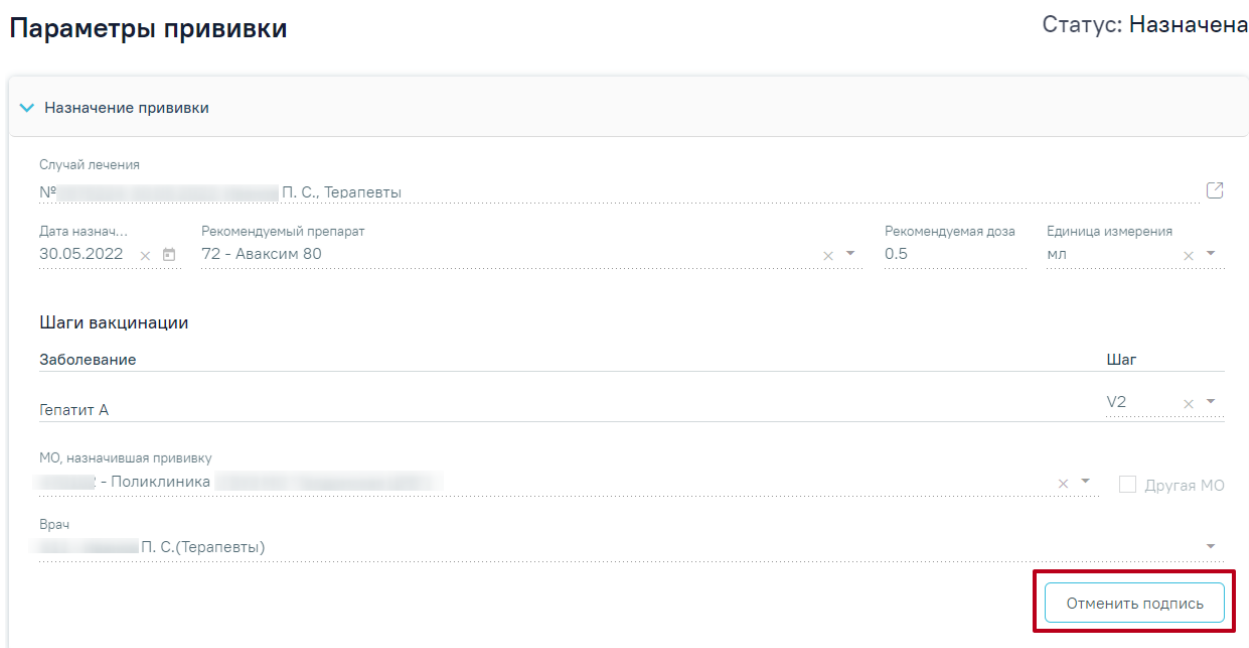 Параметры прививки
Статус: Назначена
Назначение прививки
Случай лечения
№ П. С., Терапевты
Дата назнач... Рекомендуемый препарат Рекомендуемая доза Единица измерения
30.05.2022 72 - Аваксим 80 0.5 мл
Шаги вакцинации
Заболевание Шаг
Гепатит А V2
МО, назначившая прививку
- Поликлиника Другая МО
Врач
П. С.(Терапевты)
Отменить подпись